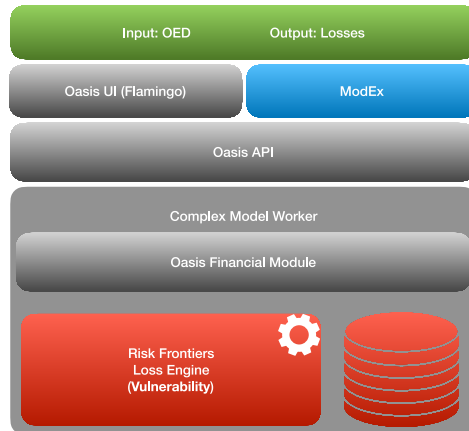 Input: OED Output: Losses
Oasis UI (Flamingo) ModEx
Oasis API
Complex Model Worker
Oasis Financial Module
Risk Frontiers
Loss Engine
(Vulnerability)